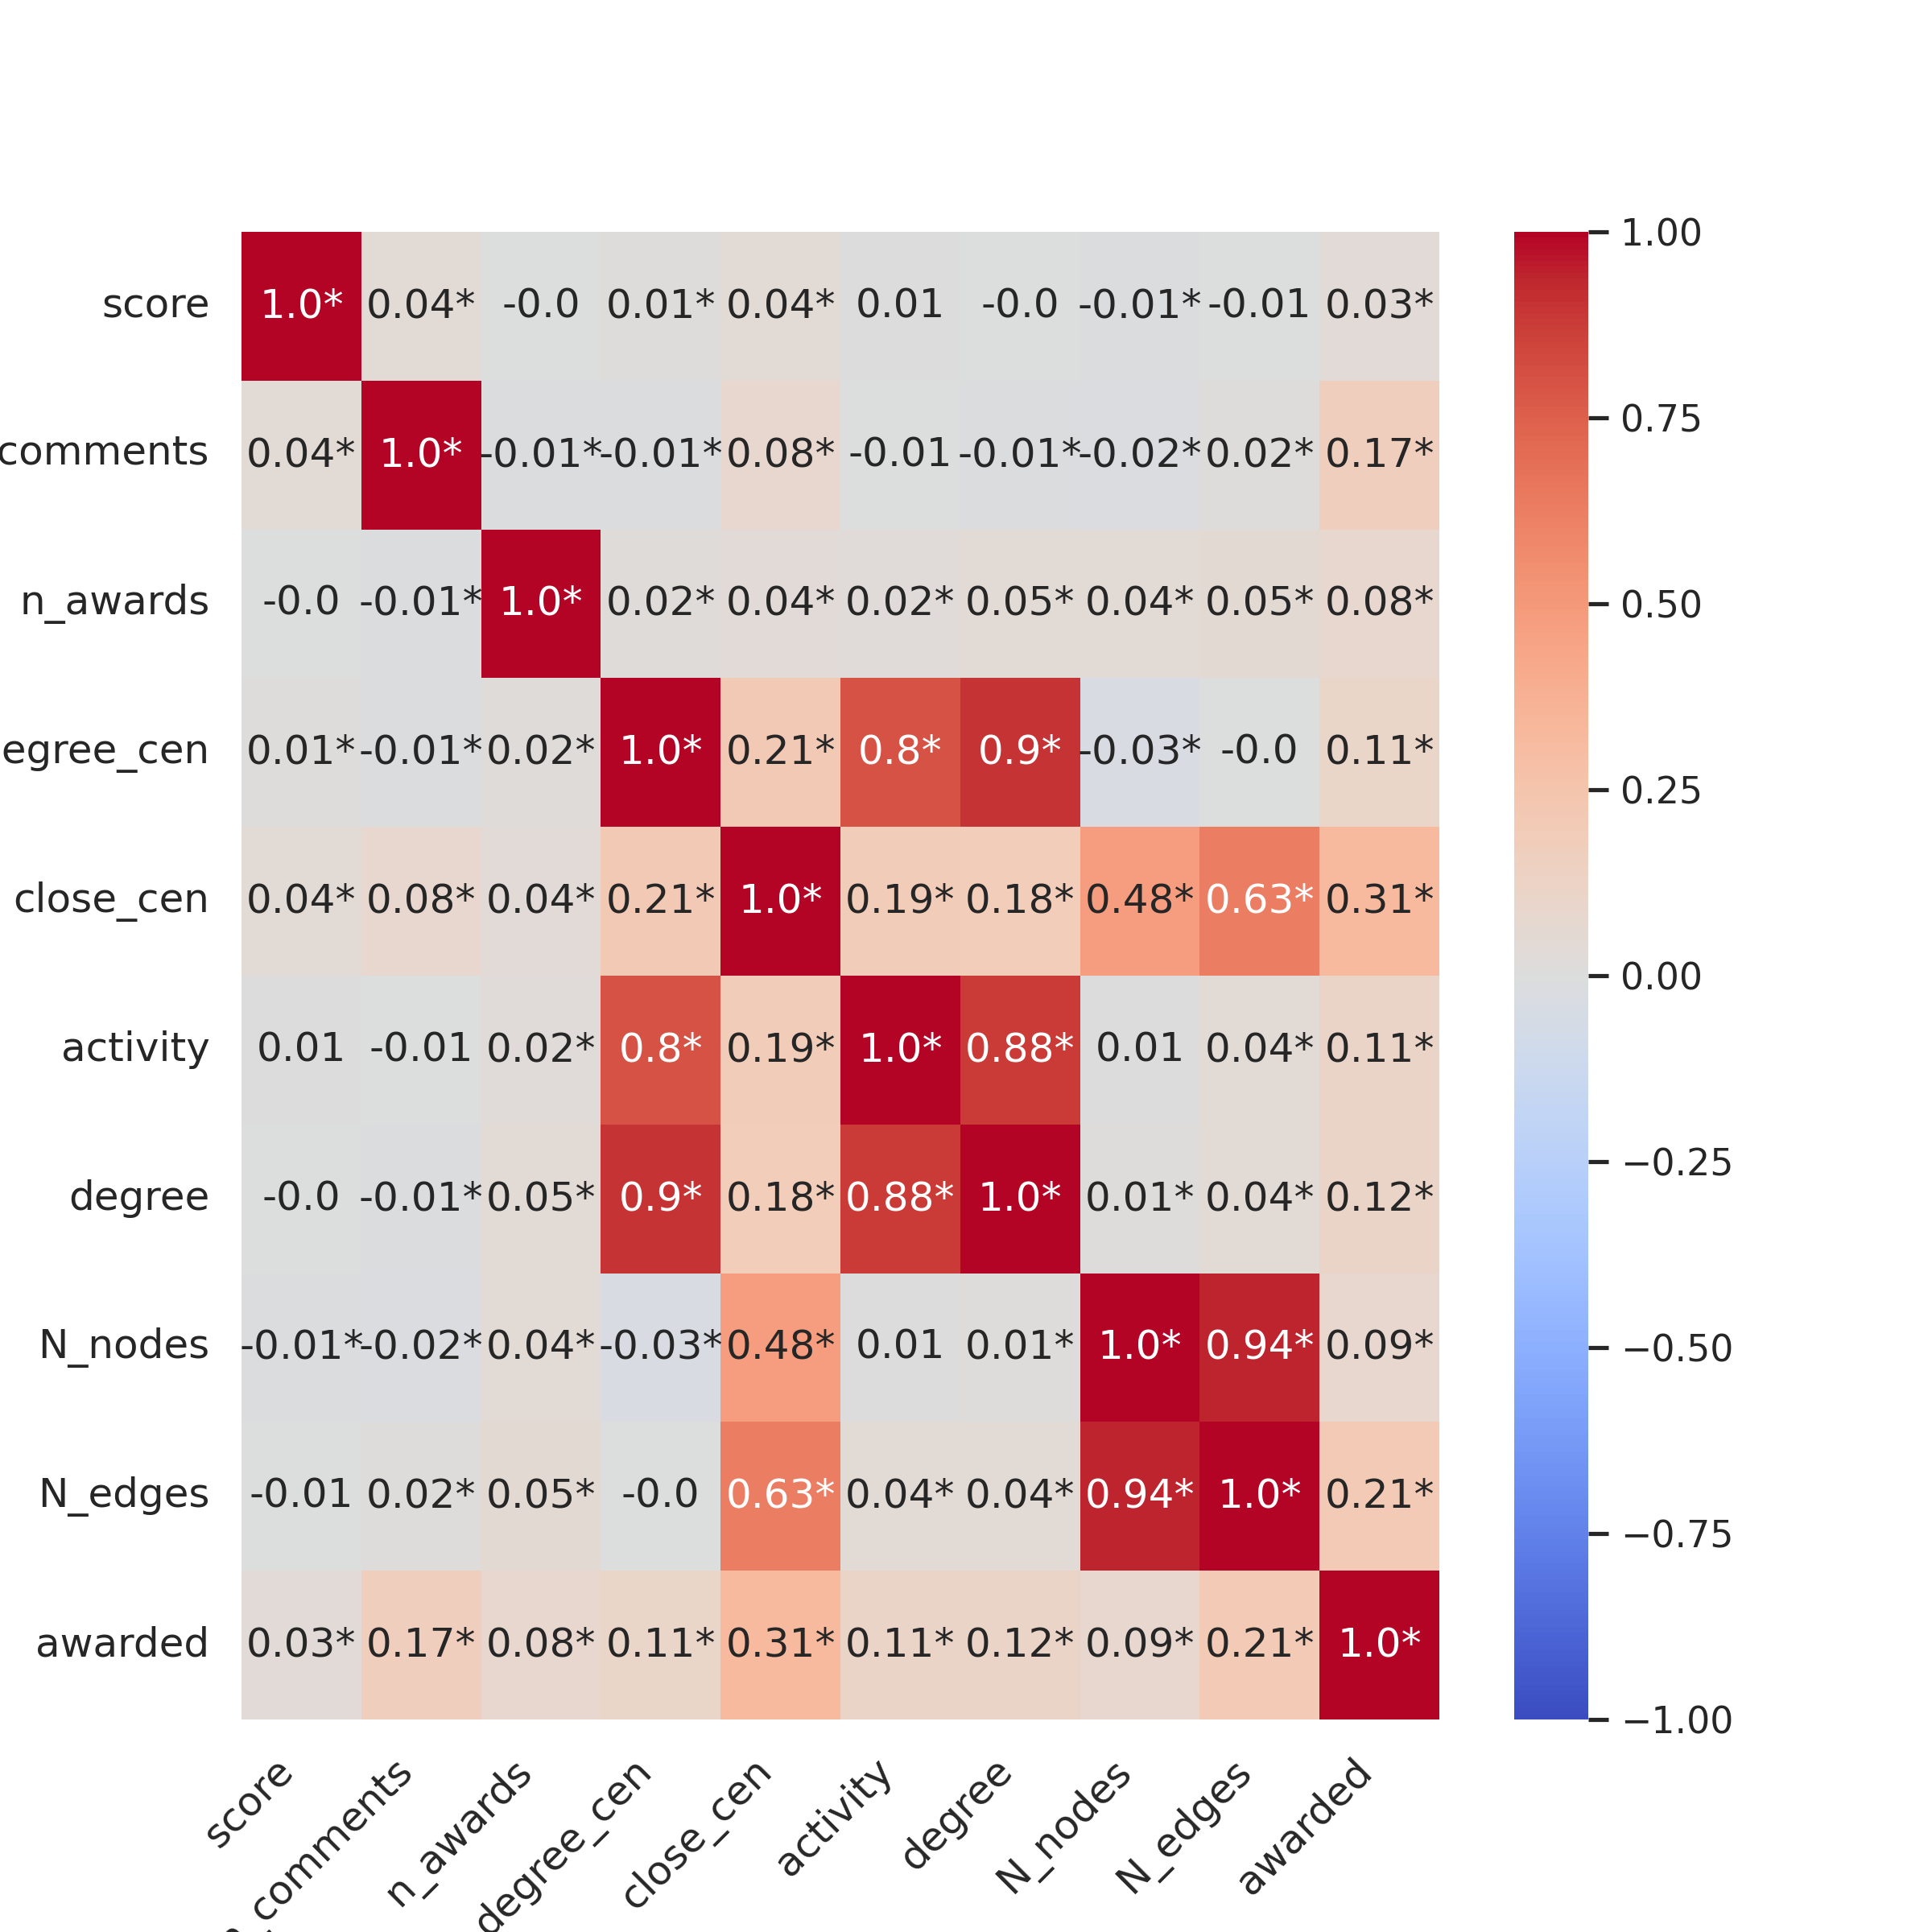 score 1.0* 0.04* -0.0 0.01* 0.04* 0.01 -0.0 -0.01* -0.01 0.03*
comments 0.04* 1.0* -0.01* -0.01* 0.08* -0.01 -0.01* -0.02* 0.02* 0.17*
n_awards -0.0 -0.01* 1.0* 0.02* 0.04* 0.02* 0.05* 0.04* 0.05* 0.08*
egree_cen 0.01* -0.01* 0.02* 1.0* 0.21* 0.8* 0.9* -0.03* -0.0 0.11*
close_cen 0.04* 0.08* 0.04* 0.21* 1.0* 0.19* 0.18* 0.48* 0.63* 0.31*
activity 0.01 -0.01 0.02* 0.8* 0.19* 1.0* 0.88* 0.01 0.04* 0.11*
degree -0.0 -0.01* 0.05* 0.9* 0.18* 0.88* 1.0* 0.01* 0.04* 0.12*
N_nodes -0.01* -0.02* 0.04* -0.03* 0.48* 0.01 0.01* 1.0* 0.94* 0.09*
N_edges -0.01 0.02* 0.05* -0.0 0.63* 0.04* 0.04* 0.94* 1.0* 0.21*
awarded 0.03* 0.17* 0.08* 0.11* 0.31* 0.11* 0.12* 0.09* 0.21* 1.0*
score
_comments
n_awards
degree_cen
close_cen
activity
degree
N_nodes
N_edges
awarded
1.00
0.75
0.50
0.25
0.00
−0.25
−0.50
−0.75
−1.00